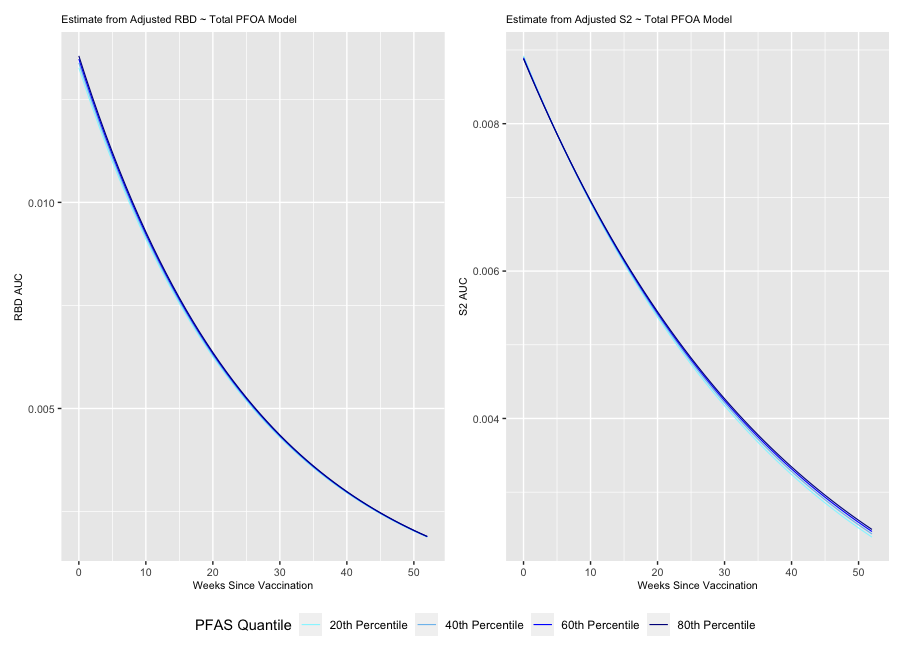 Estimate from Adjusted RBD ~ Total PFOA Model
RBD AUC
0.010
0.005
0 10 20 30 40 50
Weeks Since Vaccination
Estimate from Adjusted S2 ~ Total PFOA Model
S2 AUC
0.008
0.006
0.004
0 10 20 30 40 50
Weeks Since Vaccination
PFAS Quantile 20th Percentile 40th Percentile 60th Percentile 80th Percentile